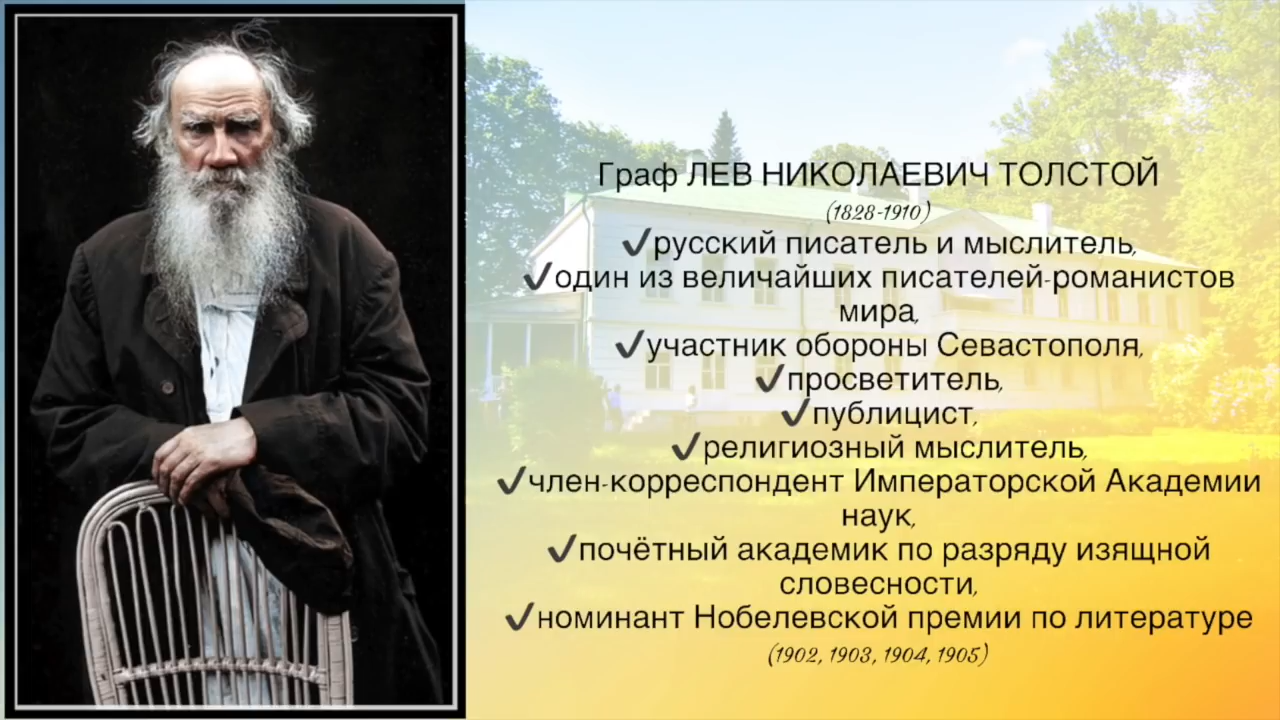 Граф ЛЕВ НИКОЛАЕВИЧ ТОЛСТОЙ
(1828-1910)
✔русский писатель и мыслитель,
✔один из величайших писателей-романистов
мира,
✔участник обороны Севастополя,
✔просветитель,
✔публицист,
✔религиозный мыслитель,
✔член-корреспондент Императорской Академии
наук,
✔почётный академик по разряду изящной
словесности,
✔номинант Нобелевской премии по литературе
(1902, 1903, 1904, 1905)